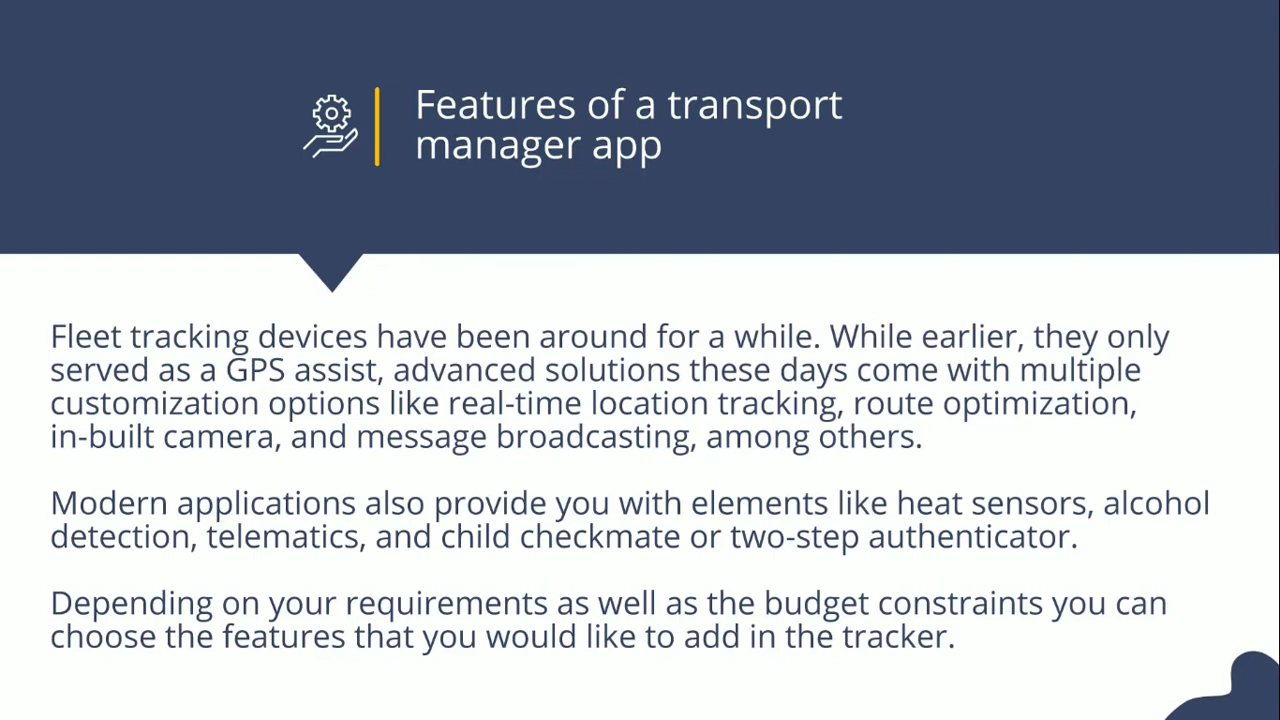 Features of a transport
manager app
Fleet tracking devices have been around for a while. While earlier, they only
served as a GPS assist, advanced solutions these days come with multiple
customization options like real-time location tracking, route optimization,
in-built camera, and message broadcasting, among others.
Modern applications also provide you with elements like heat sensors, alcohol
detection, telematics, and child checkmate or two-step authenticator.
Depending on your requirements as well as the budget constraints you can
choose the features that you would like to add in the tracker.